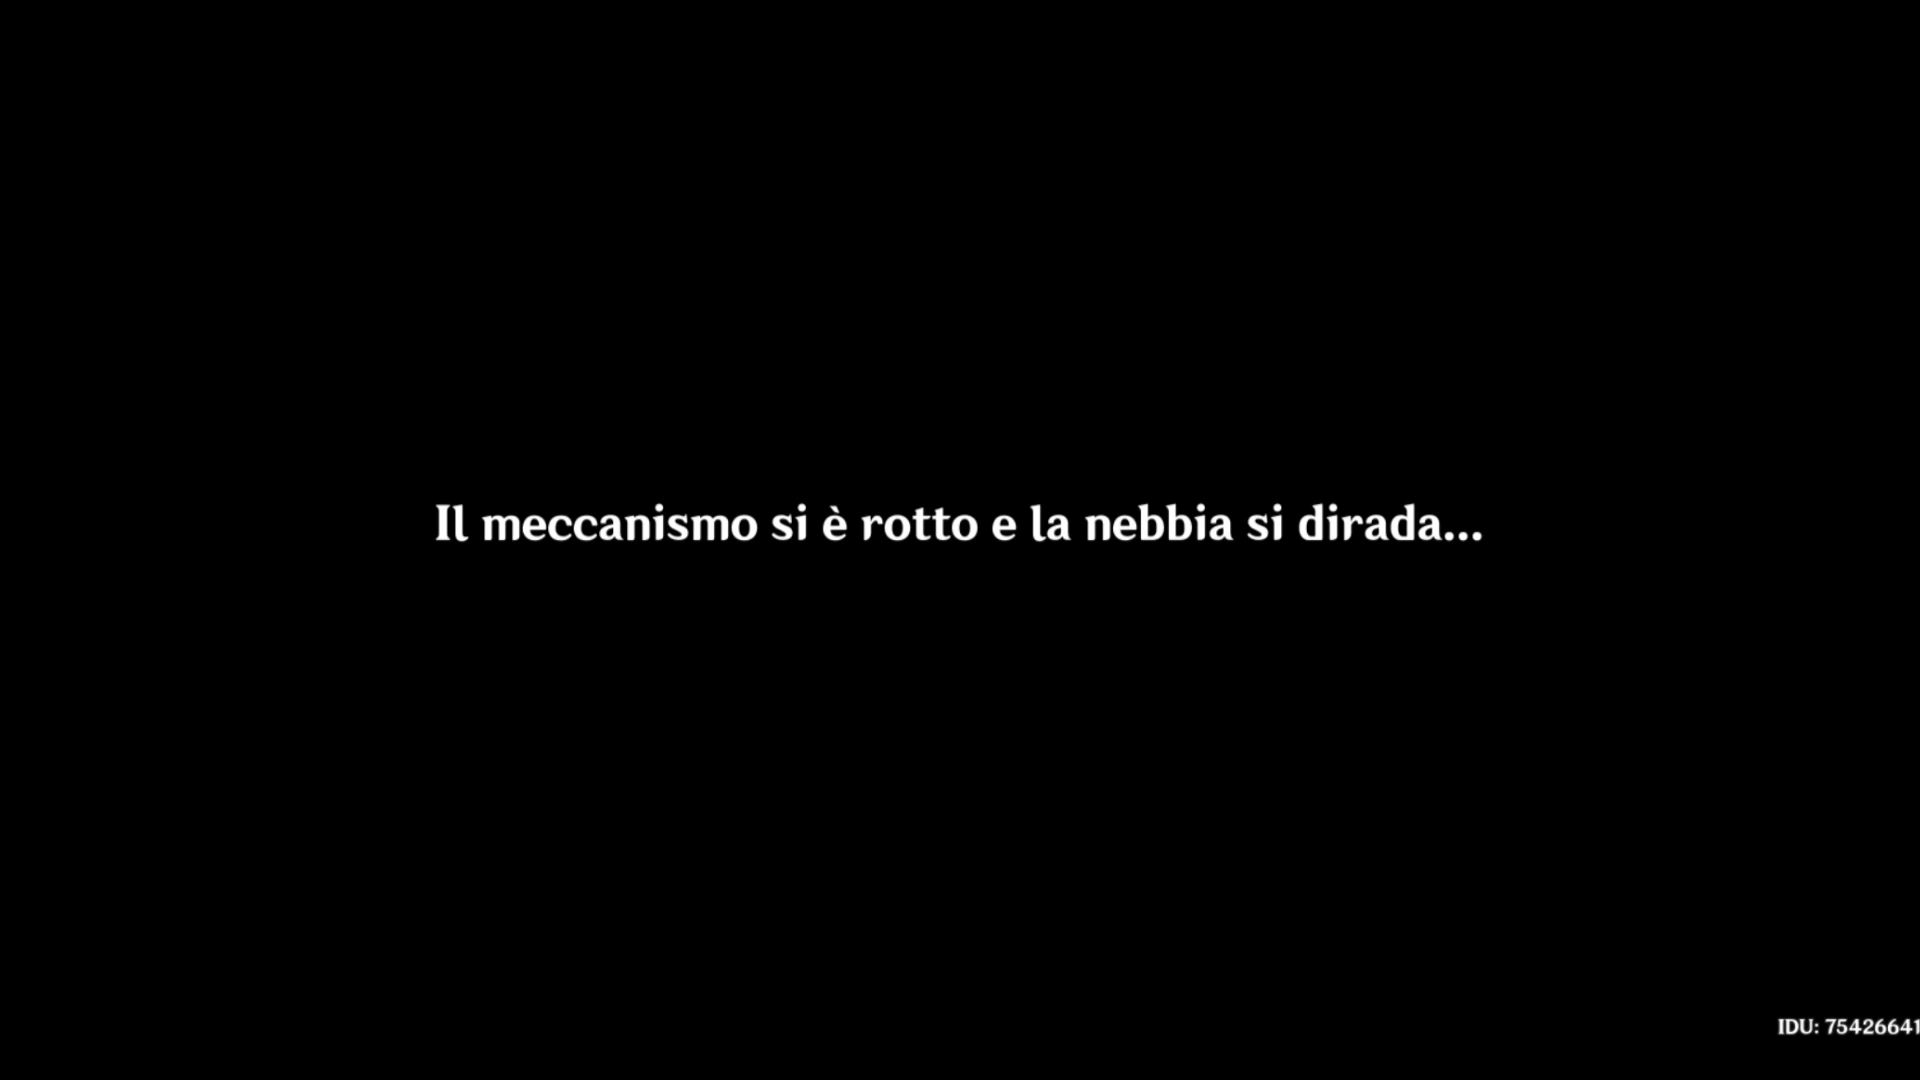 Il meccanismo si è rotto e la nebbia si dirada...
IDU: 75426641